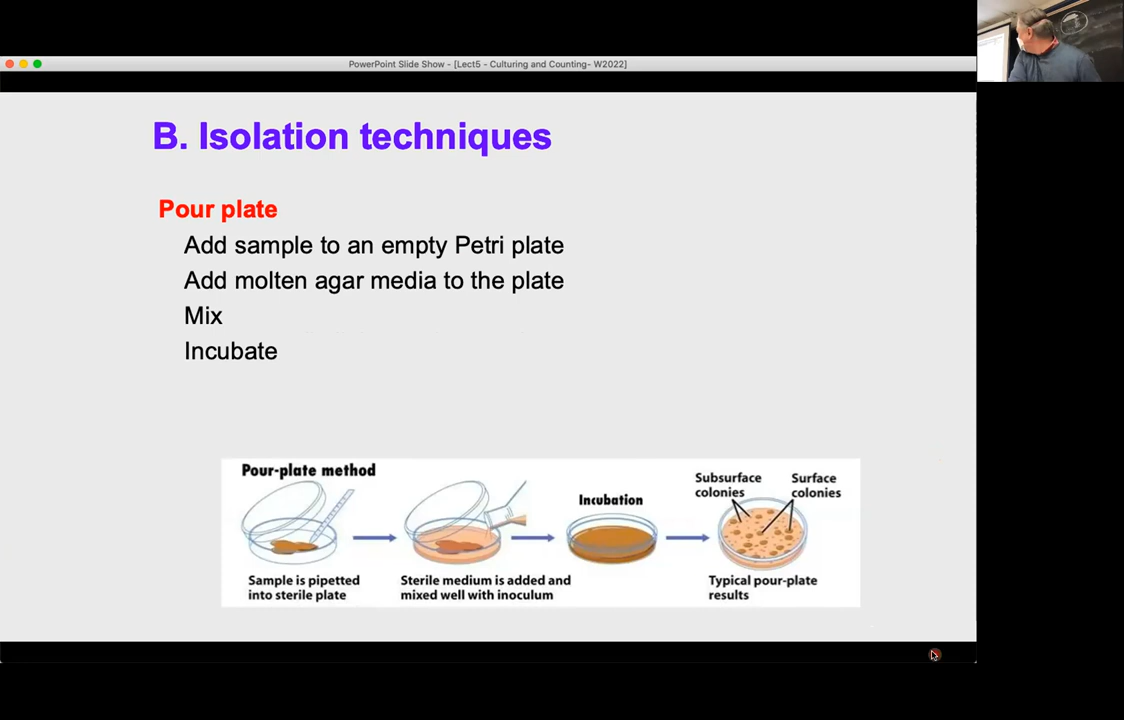 PowerPoint Slide Show - [Lect5 - Culturing and Counting- W2022]
B. Isolation techniques
Pour plate
Add sample to an empty Petri plate
Add molten agar media to the plate
Mix
Incubate
Pour-plate method
Sample is pipetted
into sterile plate
Sterile medium is added and
mixed well with inoculum
Incubation
Subsurface
colonies
Surface
colonies
Typical pour-plate
results